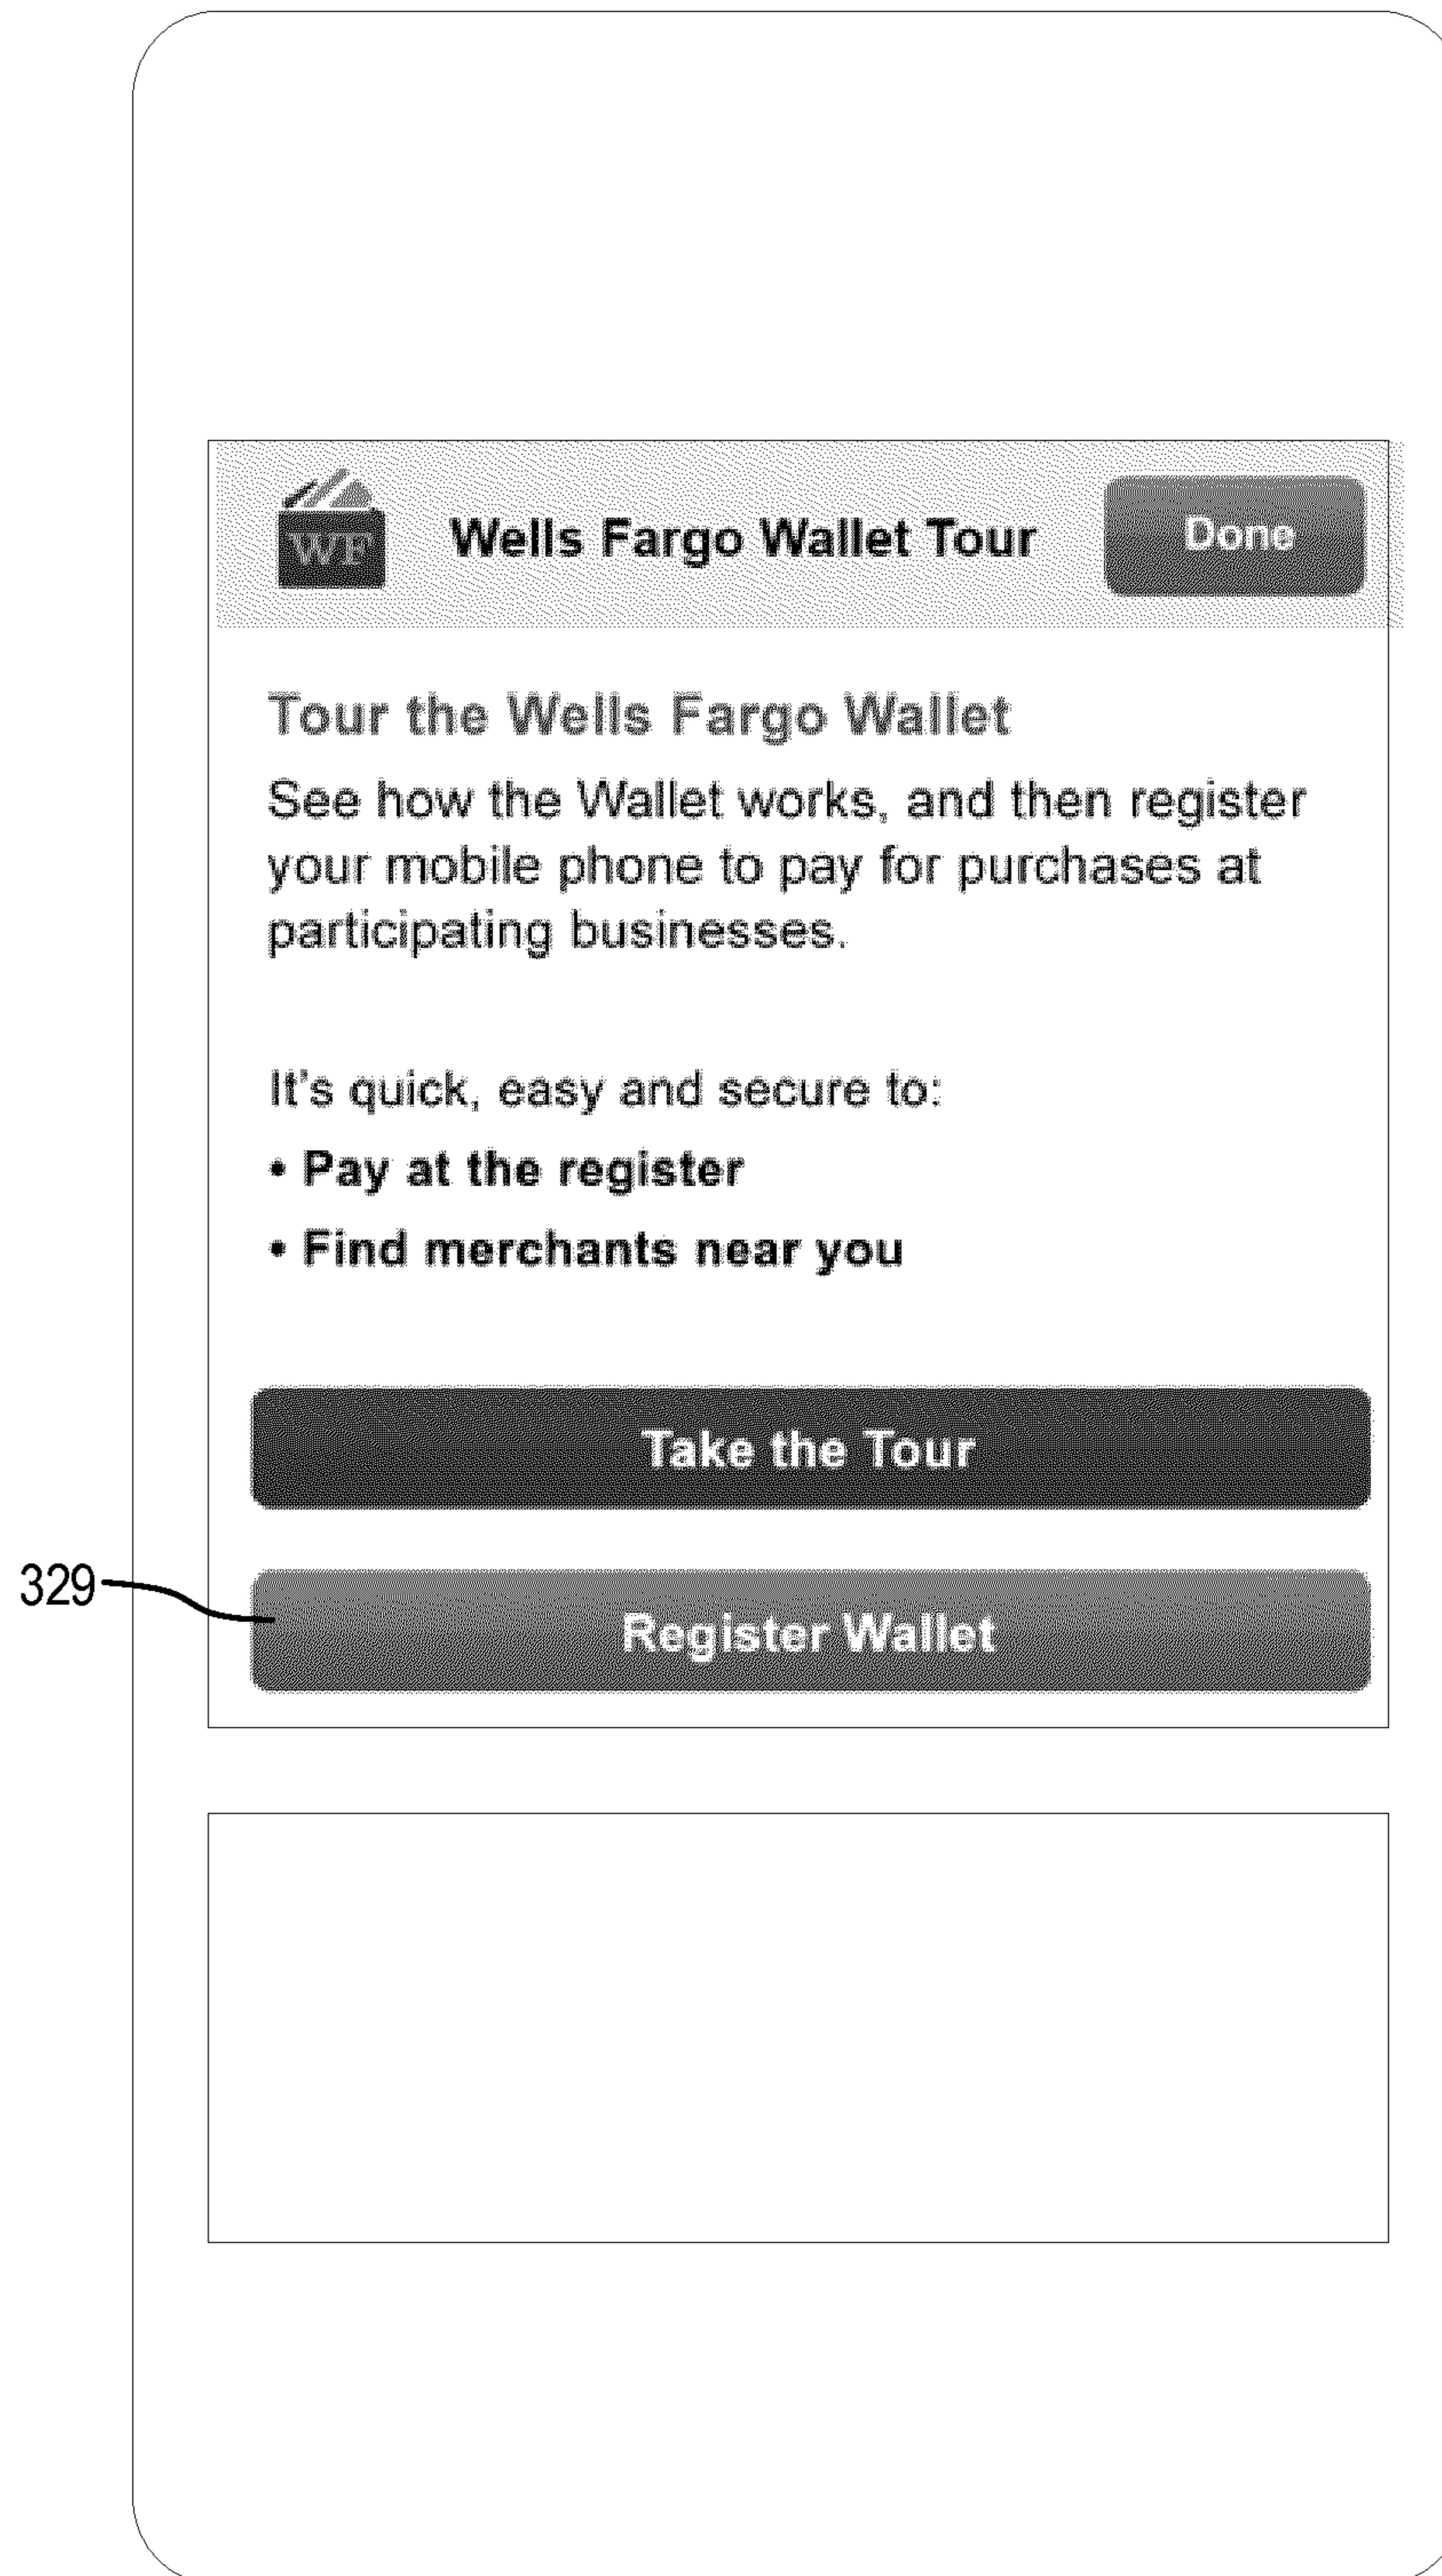 WF
Wells Fargo Wallet Tour
Done
Tour the Wells Fargo Wallet
See how the Wallet works, and then register
your mobile phone to pay for purchases at
participating businesses.
It's quick, easy and secure to:
• Pay at the register
• Find merchants near you
Take the Tour
329
Register Wallet